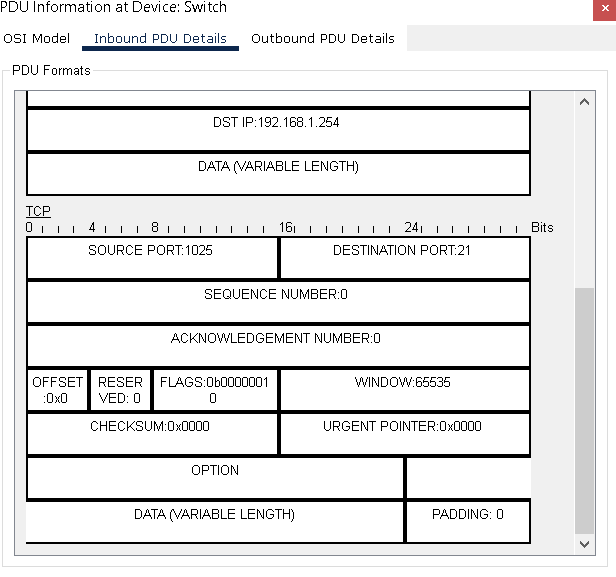 PDU Information at Device: Switch
×
OSI Model Inbound PDU Details Outbound PDU Details
PDU Formats
DST IP:192.168.1.254
DATA (VARIABLE LENGTH)
TCP
0 4 8 16 24 Bits
SOURCE PORT:1025 DESTINATION PORT:21
SEQUENCE NUMBER:0
ACKNOWLEDGEMENT NUMBER:0
OFFSET RESER FLAGS:0b0000001 WINDOW:65535
:0x0 VED: 0 0
CHECKSUM:0x0000 URGENT POINTER:0x0000
OPTION
DATA (VARIABLE LENGTH) PADDING: 0